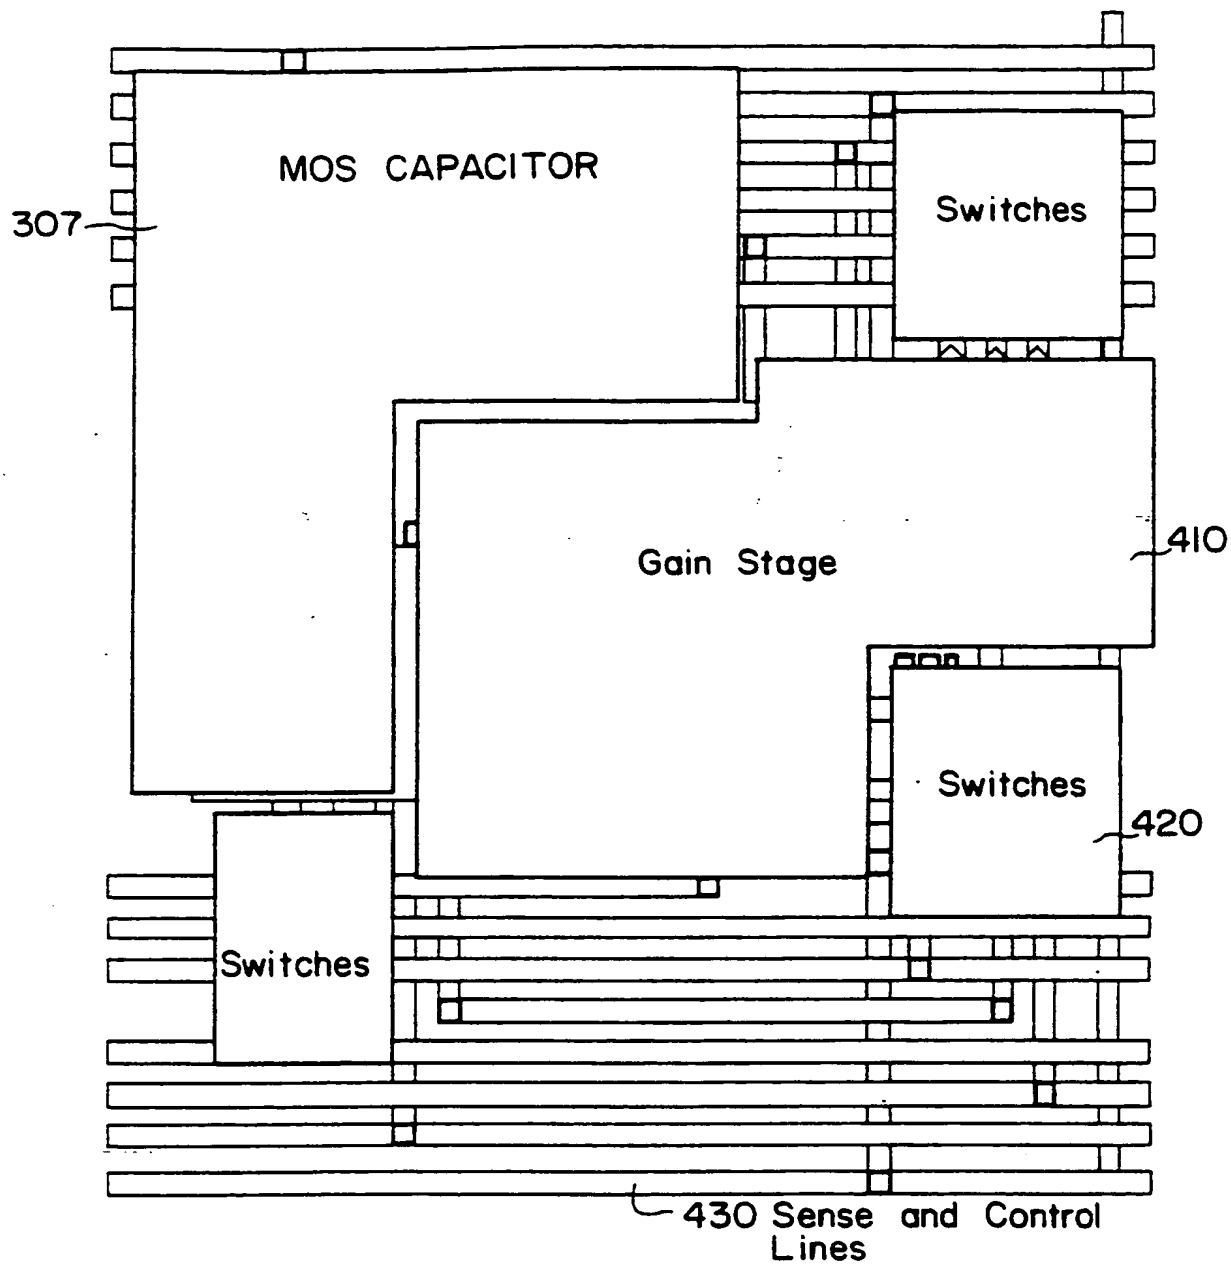 MOS CAPACITOR
307
Switches
Gain Stage
410
Switches
420
Switches
430 Sense and Control
Lines